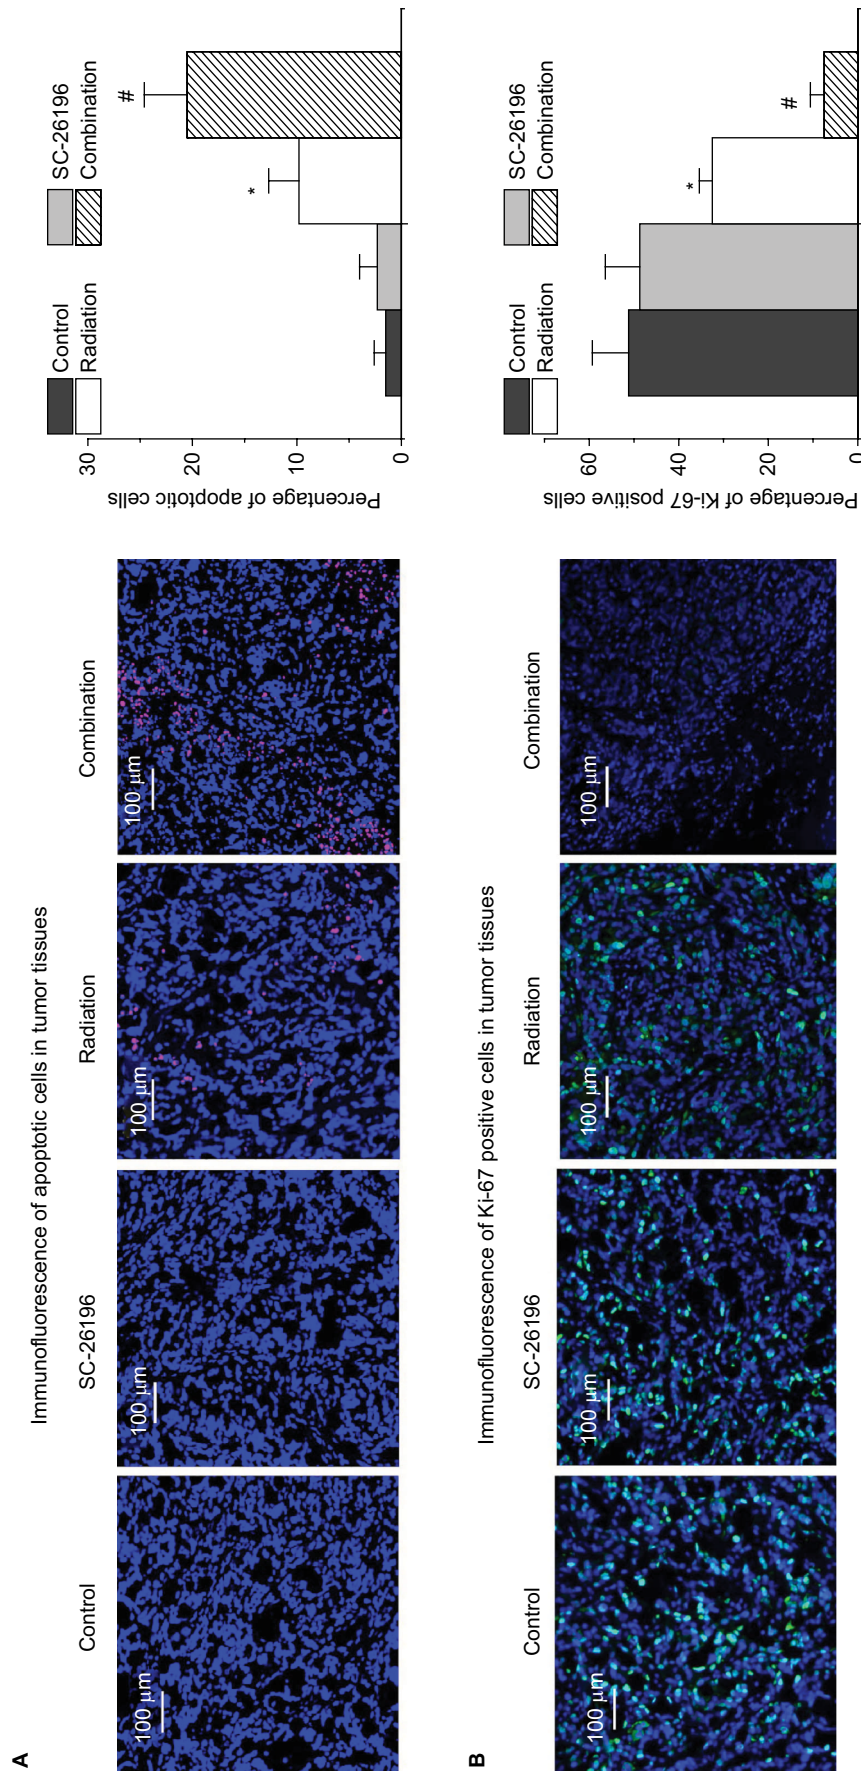 A
Immunofluorescence of apoptotic cells in tumor tissues
Control
SC-26196
Radiation
Combination
100 μm
100 μm
100 μm
100 μm
Control
SC-26196
Radiation
Combination
Percentage of apoptotic cells
30
20
10
0
*
#
B
Immunofluorescence of Ki-67 positive cells in tumor tissues
Control
SC-26196
Radiation
Combination
100 μm
100 μm
100 μm
100 μm
Control
SC-26196
Radiation
Combination
Percentage of Ki-67 positive cells
60
40
20
0
*
#